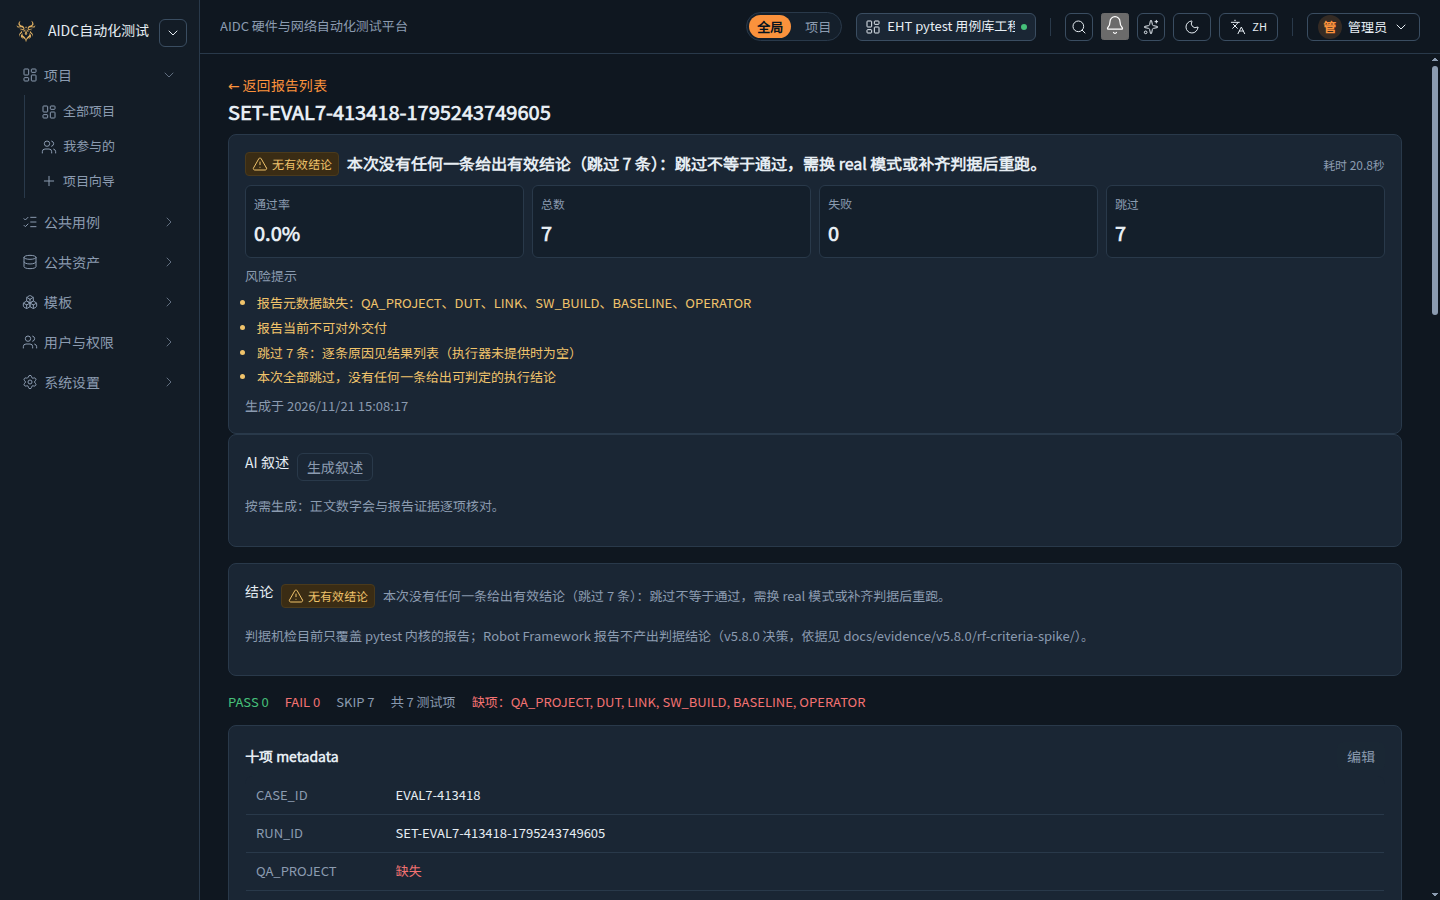 AIDC自动化测试
项目
全部项目
我参与的
项目向导
公共用例
公共资产
模板
用户与权限
系统设置
AIDC 硬件与网络自动化测试平台
全局 项目
EHT pytest 用例库工程
ZH
管 管理员
← 返回报告列表
SET-EVAL7-413418-1795243749605
无有效结论 本次没有任何一条给出有效结论（跳过 7 条）：跳过不等于通过，需换 real 模式或补齐判据后重跑。 耗时 20.8秒
通过率 总数 失败 跳过
0.0% 7 0 7
风险提示
报告元数据缺失：QA_PROJECT、DUT、LINK、SW_BUILD、BASELINE、OPERATOR
报告当前不可对外交付
跳过 7 条：逐条原因见结果列表（执行器未提供时为空）
本次全部跳过，没有任何一条给出可判定的执行结论
生成于 2026/11/21 15:08:17
AI 叙述 生成叙述
按需生成：正文数字会与报告证据逐项核对。
结论 无有效结论 本次没有任何一条给出有效结论（跳过 7 条）：跳过不等于通过，需换 real 模式或补齐判据后重跑。
判据机检目前只覆盖 pytest 内核的报告；Robot Framework 报告不产出判据结论（v5.8.0 决策，依据见 docs/evidence/v5.8.0/rf-criteria-spike/）。
PASS 0 FAIL 0 SKIP 7 共 7 测试项 缺项：QA_PROJECT, DUT, LINK, SW_BUILD, BASELINE, OPERATOR
十项 metadata 编辑
CASE_ID EVAL7-413418
RUN_ID SET-EVAL7-413418-1795243749605
QA_PROJECT 缺失